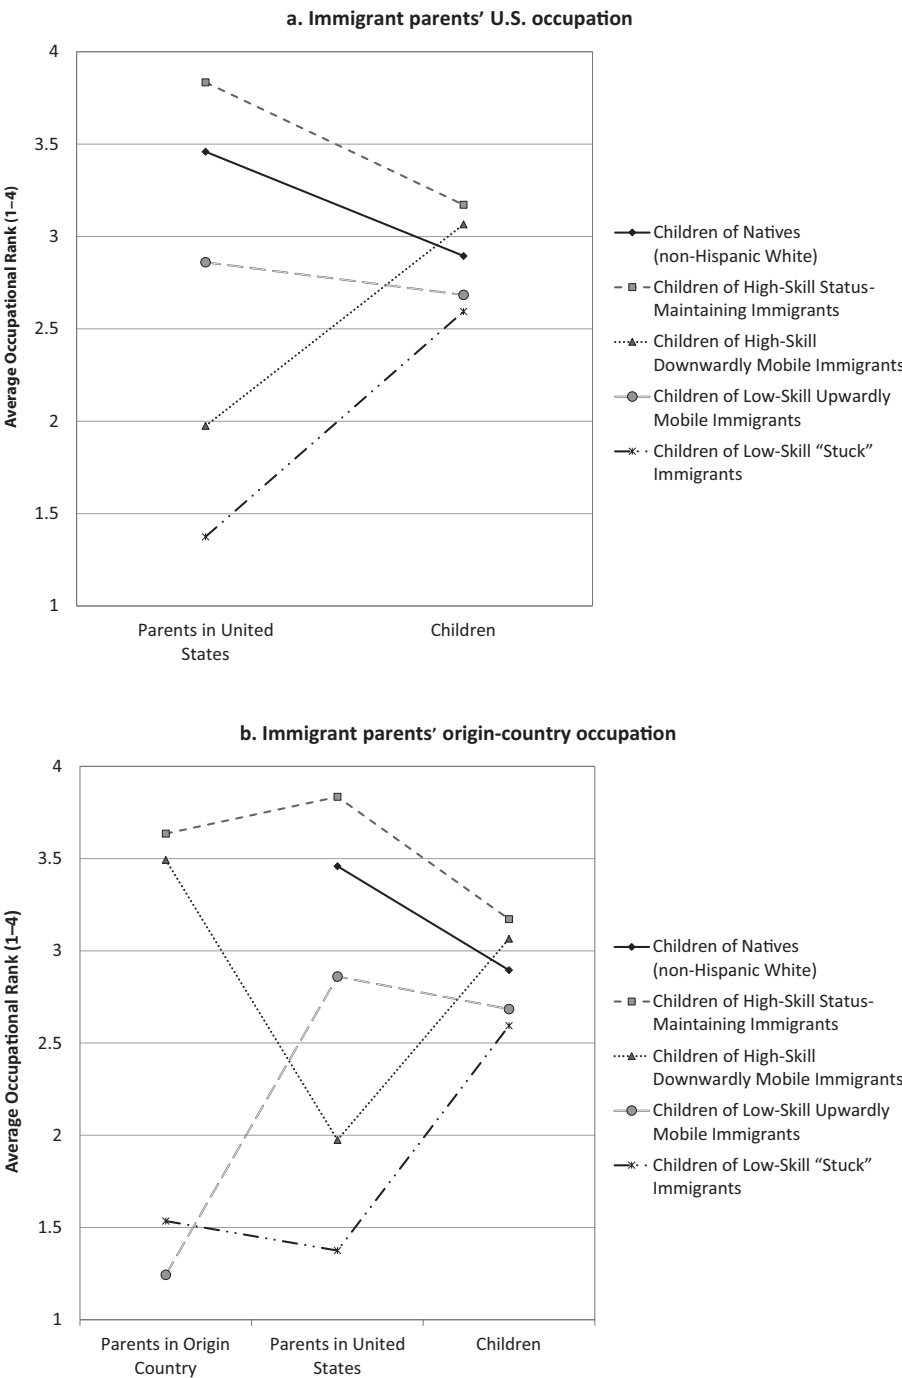 a. Immigrant parents’ U.S. occupation
4
3.5
3
2.5
2
1.5
1
Average Occupational Rank (1–4)
Parents in United
States
Children
Children of Natives
(non-Hispanic White)
Children of High-Skill Status-
Maintaining Immigrants
Children of High-Skill
Downwardly Mobile Immigrants
Children of Low-Skill Upwardly
Mobile Immigrants
Children of Low-Skill “Stuck”
Immigrants
b. Immigrant parents’ origin-country occupation
4
3.5
3
2.5
2
1.5
1
Average Occupational Rank (1–4)
Parents in Origin
Country
Parents in United
States
Children
Children of Natives
(non-Hispanic White)
Children of High-Skill Status-
Maintaining Immigrants
Children of High-Skill
Downwardly Mobile Immigrants
Children of Low-Skill Upwardly
Mobile Immigrants
Children of Low-Skill “Stuck”
Immigrants